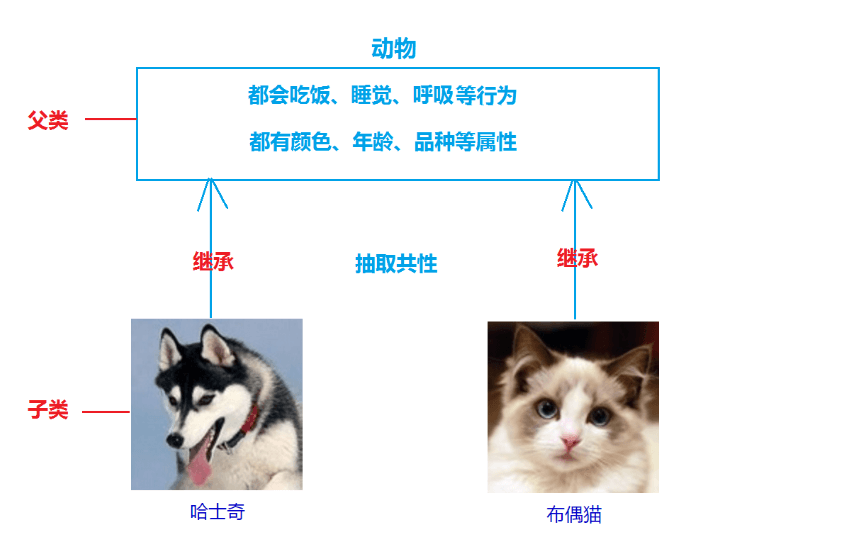 动物
都会吃饭、睡觉、呼吸等行为
父类
都有颜色、年龄、品种等属性
继承
抽取共性
继承
子类
哈士奇
布偶猫